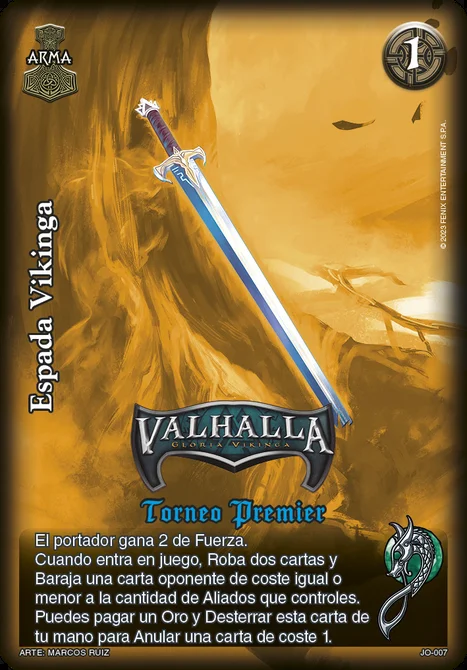 ARMA
1
© 2023 FENIX ENTERTAINMENT S.P.A.
Espada Vikinga
VALHALLA
GLORIA VIKINGA
Torneo Premier
El portador gana 2 de Fuerza.
Cuando entra en juego, Roba dos cartas y
Baraja una carta oponente de coste igual o
menor a la cantidad de Aliados que controles.
Puedes pagar un Oro y Desterrar esta carta de
tu mano para Anular una carta de coste 1.
ARTE: MARCOS RUIZ
JO-007